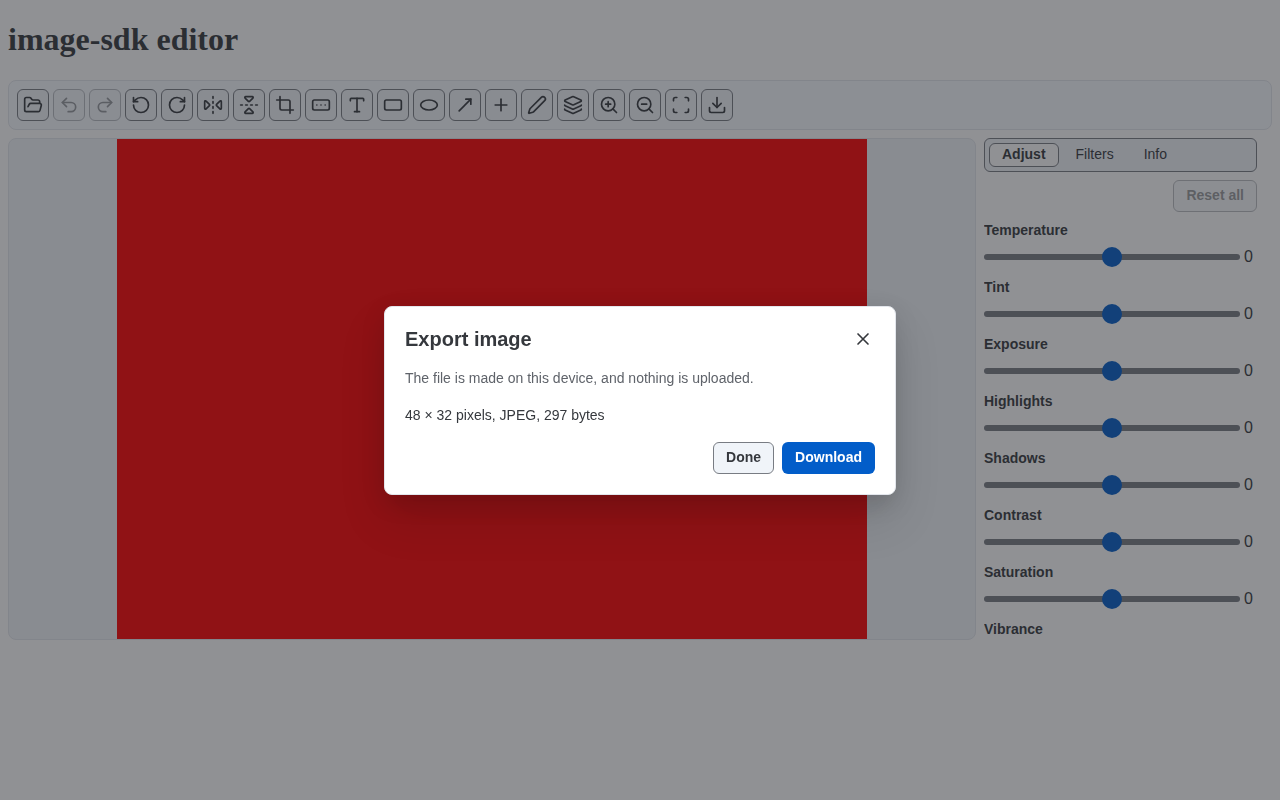 image-sdk editor
Adjust
Filters
Info
Reset all
Temperature
0
Tint
0
Exposure
0
Highlights
0
Shadows
0
Contrast
0
Saturation
0
Vibrance
Export image
The file is made on this device, and nothing is uploaded.
48 × 32 pixels, JPEG, 297 bytes
Done
Download